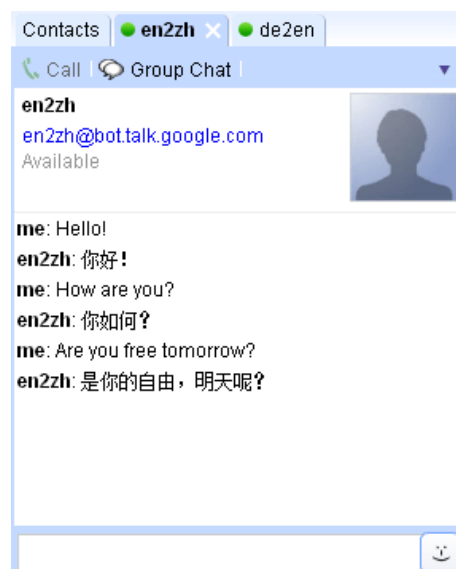 Contacts en2zh de2en
Call Group Chat
en2zh
en2zh@bot.talk.google.com
Available
me: Hello!
en2zh: 你好!
me: How are you?
en2zh: 你如何?
me: Are you free tomorrow?
en2zh: 是你的自由，明天呢?